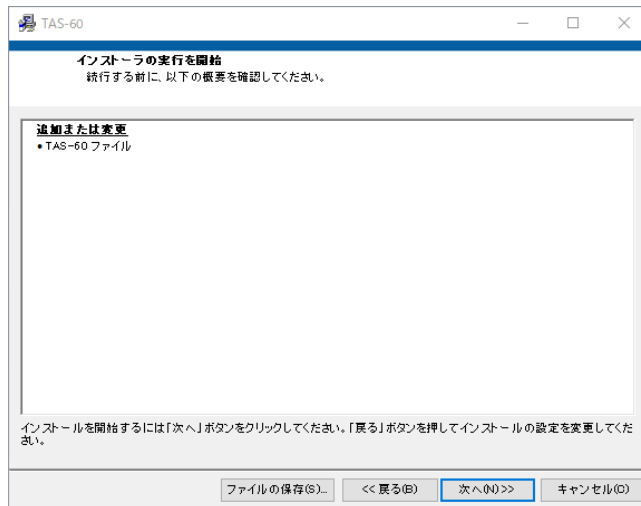 TAS-60
インストーラの実行を開始
続行する前に、以下の概要を確認してください。
追加または変更
• TAS-60 ファイル
インストールを開始するには「次へ」ボタンをクリックしてください。「戻る」ボタンを押してインストールの設定を変更してくだ
さい。
ファイルの保存(S)...
<< 戻る(B)
次へ(N) >>
キャンセル(C)